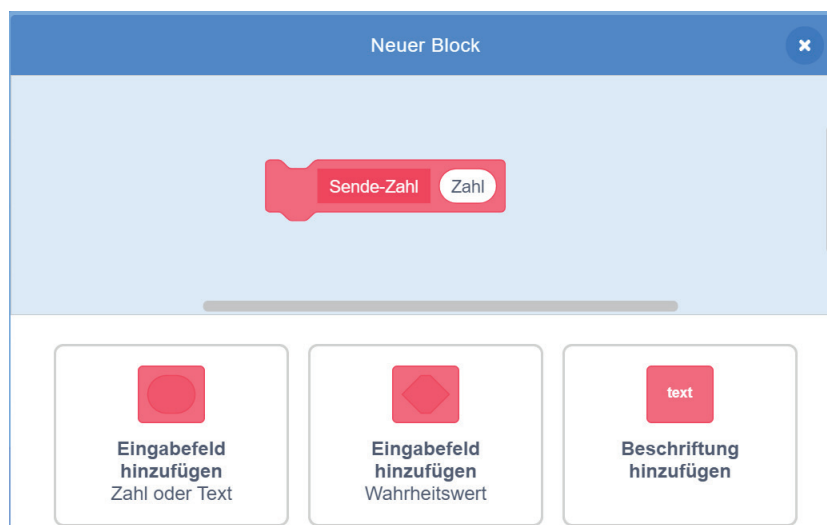 Neuer Block
Sende-Zahl Zahl
text
Eingabefeld
hinzufügen
Zahl oder Text
Eingabefeld
hinzufügen
Wahrheitswert
Beschriftung
hinzufügen